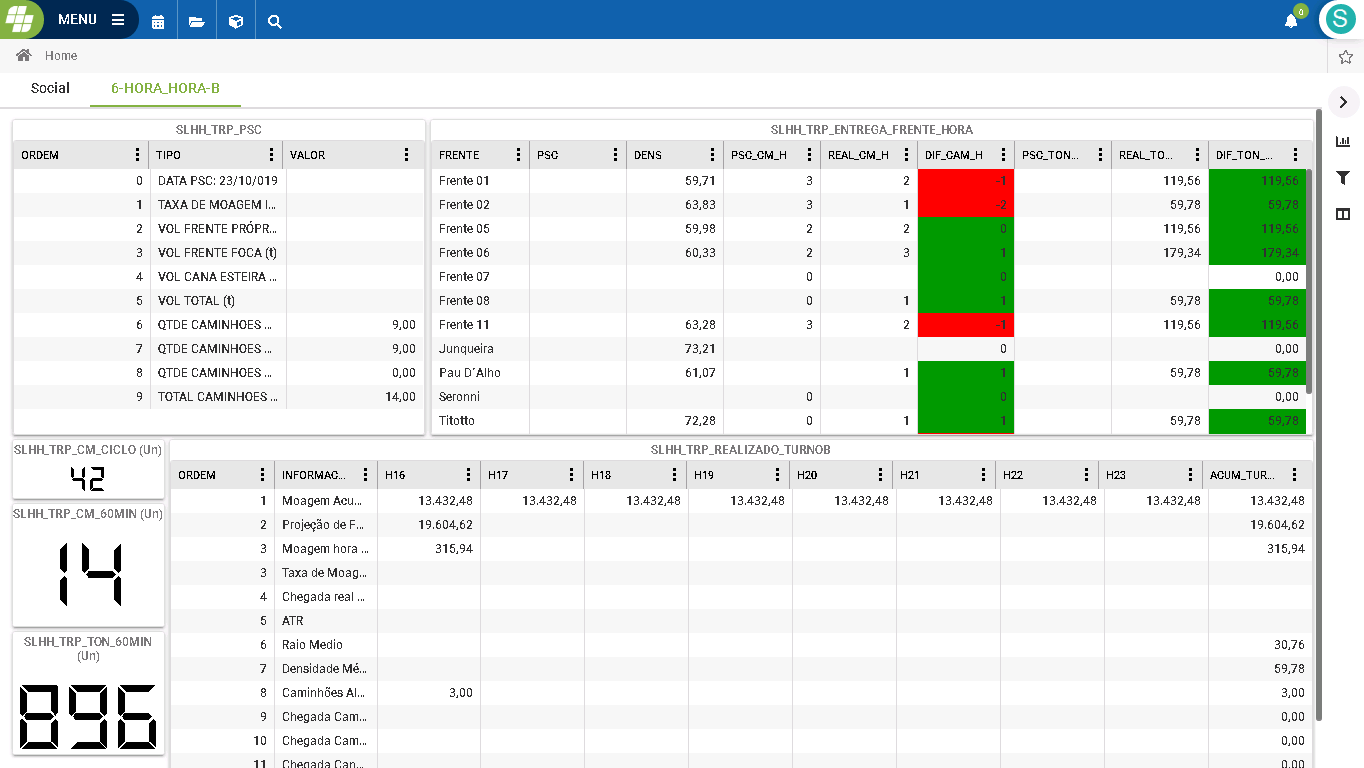 MENU
0
S
Home
Social 6-HORA_HORA-B
SLHH_TRP_PSC
ORDEM TIPO VALOR
0 DATA PSC: 23/10/019
1 TAXA DE MOAGEM I...
2 VOL FRENTE PRÓPR...
3 VOL FRENTE FOCA (t)
4 VOL CANA ESTEIRA ...
5 VOL TOTAL (t)
6 QTDE CAMINHOES ... 9,00
7 QTDE CAMINHOES ... 9,00
8 QTDE CAMINHOES ... 0,00
9 TOTAL CAMINHOES ... 14,00
SLHH_TRP_ENTREGA_FRENTE_HORA
FRENTE PSC DENS PSC_CM_H REAL_CM_H DIF_CAM_H PSC_TON... REAL_TO... DIF_TON_...
Frente 01 59,71 3 2 -1 119,56 119,56
Frente 02 63,83 3 1 -2 59,78 59,78
Frente 05 59,98 2 2 0 119,56 119,56
Frente 06 60,33 2 3 1 179,34 179,34
Frente 07 0 0 0,00
Frente 08 0 1 1 59,78 59,78
Frente 11 63,28 3 2 -1 119,56 119,56
Junqueira 73,21 0 0,00
Pau D´Alho 61,07 1 1 59,78 59,78
Seronni 0 0 0,00
Titotto 72,28 0 1 1 59,78 59,78
SLHH_TRP_CM_CICLO (Un)
42
SLHH_TRP_CM_60MIN (Un)
14
SLHH_TRP_TON_60MIN
(Un)
896
SLHH_TRP_REALIZADO_TURNOB
ORDEM INFORMAC... H16 H17 H18 H19 H20 H21 H22 H23 ACUM_TUR...
1 Moagem Acu... 13.432,48 13.432,48 13.432,48 13.432,48 13.432,48 13.432,48 13.432,48 13.432,48 13.432,48
2 Projeção de F... 19.604,62 19.604,62
3 Moagem hora ... 315,94 315,94
3 Taxa de Moag...
4 Chegada real ...
5 ATR
6 Raio Medio 30,76
7 Densidade Mé... 59,78
8 Caminhões Al... 3,00 3,00
9 Chegada Cam... 0,00
10 Chegada Cam... 0,00
11 Chegada Can... 0,00